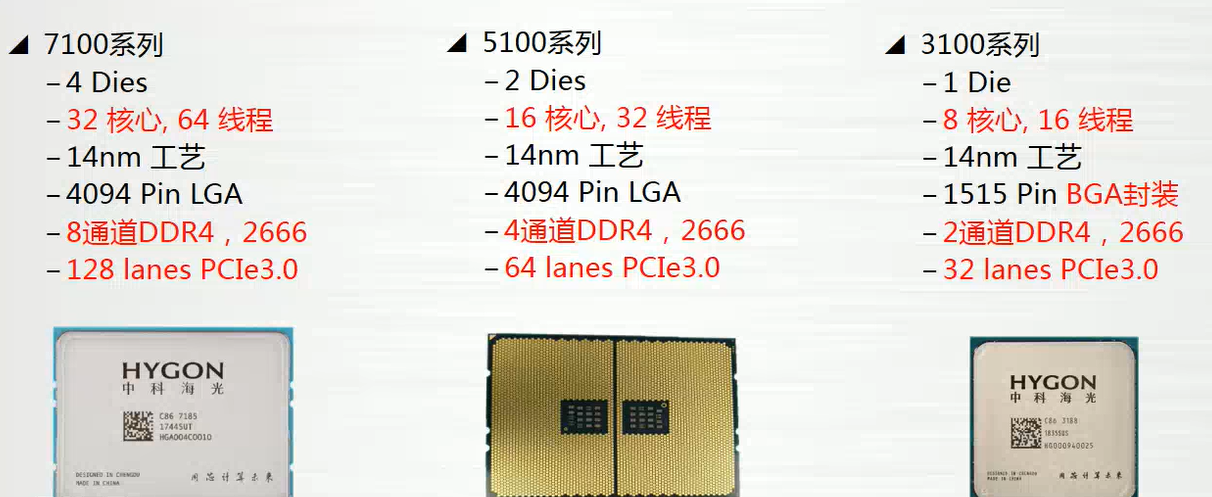 7100系列
– 4 Dies
– 32 核心, 64 线程
– 14nm 工艺
– 4094 Pin LGA
– 8通道DDR4，2666
– 128 lanes PCIe3.0
5100系列
– 2 Dies
– 16 核心, 32 线程
– 14nm 工艺
– 4094 Pin LGA
– 4通道DDR4，2666
– 64 lanes PCIe3.0
3100系列
– 1 Die
– 8 核心, 16 线程
– 14nm 工艺
– 1515 Pin BGA封装
– 2通道DDR4，2666
– 32 lanes PCIe3.0
HYGON
中科海光
C86 7185
17445UT
HGA004C0010
DESIGNED IN CHENGDU
MADE IN CHINA
用芯计算未来
HYGON
中科海光
C86 3188
HG000940025
DESIGNED IN CHENGDU
MADE IN CHINA
用芯计算未来